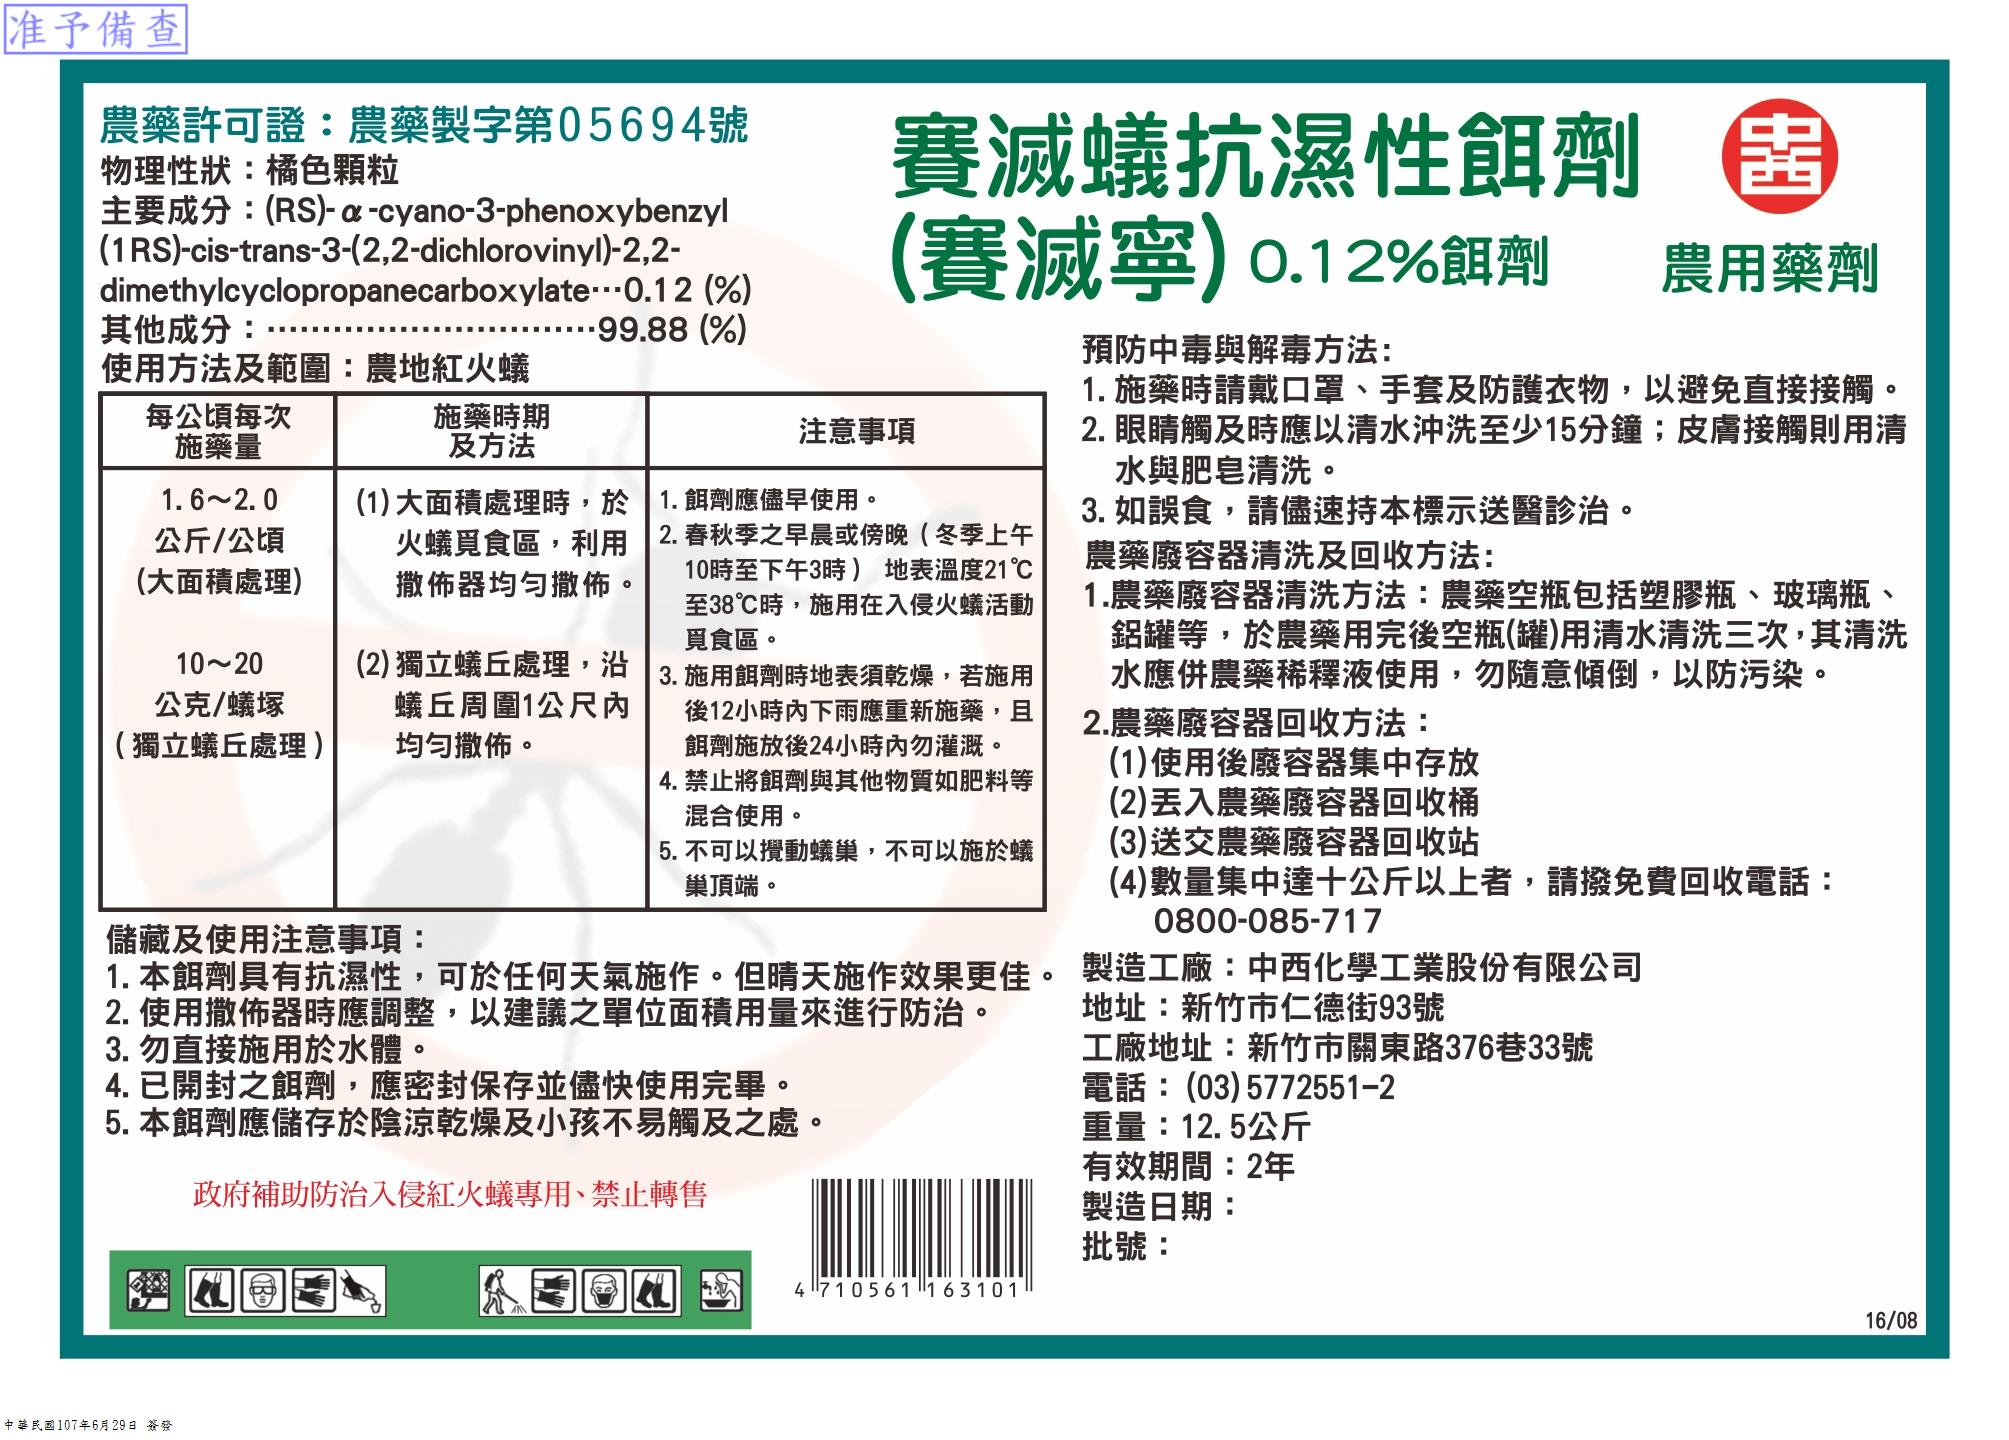 准予備查
農藥許可證：農藥製字第05694號
物理性狀：橘色顆粒
主要成分：(RS)-α-cyano-3-phenoxybenzyl
(1RS)-cis-trans-3-(2,2-dichlorovinyl)-2,2-
dimethylcyclopropanecarboxylate…0.12 (%)
其他成分：…………………………99.88 (%)
使用方法及範圍：農地紅火蟻
每公頃每次
施藥量
施藥時期
及方法
注意事項
1.6～2.0
公斤/公頃
(大面積處理)
10～20
公克/蟻塚
(獨立蟻丘處理)
(1)大面積處理時，於
火蟻覓食區，利用
撒佈器均勻撒佈。
(2)獨立蟻丘處理，沿
蟻丘周圍1公尺內
均勻撒佈。
1.餌劑應儘早使用。
2.春秋季之早晨或傍晚（冬季上午
10時至下午3時） 地表溫度21℃
至38℃時，施用在入侵火蟻活動
覓食區。
3.施用餌劑時地表須乾燥，若施用
後12小時內下雨應重新施藥，且
餌劑施放後24小時內勿灌溉。
4.禁止將餌劑與其他物質如肥料等
混合使用。
5.不可以攪動蟻巢，不可以施於蟻
巢頂端。
儲藏及使用注意事項：
1.本餌劑具有抗濕性，可於任何天氣施作。但晴天施作效果更佳。
2.使用撒佈器時應調整，以建議之單位面積用量來進行防治。
3.勿直接施用於水體。
4.已開封之餌劑，應密封保存並儘快使用完畢。
5.本餌劑應儲存於陰涼乾燥及小孩不易觸及之處。
政府補助防治入侵紅火蟻專用、禁止轉售
4 710561 163101
賽滅蟻抗濕性餌劑
(賽滅寧) 0.12%餌劑
中西
農用藥劑
預防中毒與解毒方法:
1.施藥時請戴口罩、手套及防護衣物，以避免直接接觸。
2.眼睛觸及時應以清水沖洗至少15分鐘；皮膚接觸則用清
水與肥皂清洗。
3.如誤食，請儘速持本標示送醫診治。
農藥廢容器清洗及回收方法:
1.農藥廢容器清洗方法：農藥空瓶包括塑膠瓶、玻璃瓶、
鋁罐等，於農藥用完後空瓶(罐)用清水清洗三次，其清洗
水應併農藥稀釋液使用，勿隨意傾倒，以防污染。
2.農藥廢容器回收方法：
(1)使用後廢容器集中存放
(2)丟入農藥廢容器回收桶
(3)送交農藥廢容器回收站
(4)數量集中達十公斤以上者，請撥免費回收電話：
0800-085-717
製造工廠：中西化學工業股份有限公司
地址：新竹市仁德街93號
工廠地址：新竹市關東路376巷33號
電話：(03)5772551-2
重量：12.5公斤
有效期間：2年
製造日期：
批號：
16/08
中華民國107年6月29日 簽發